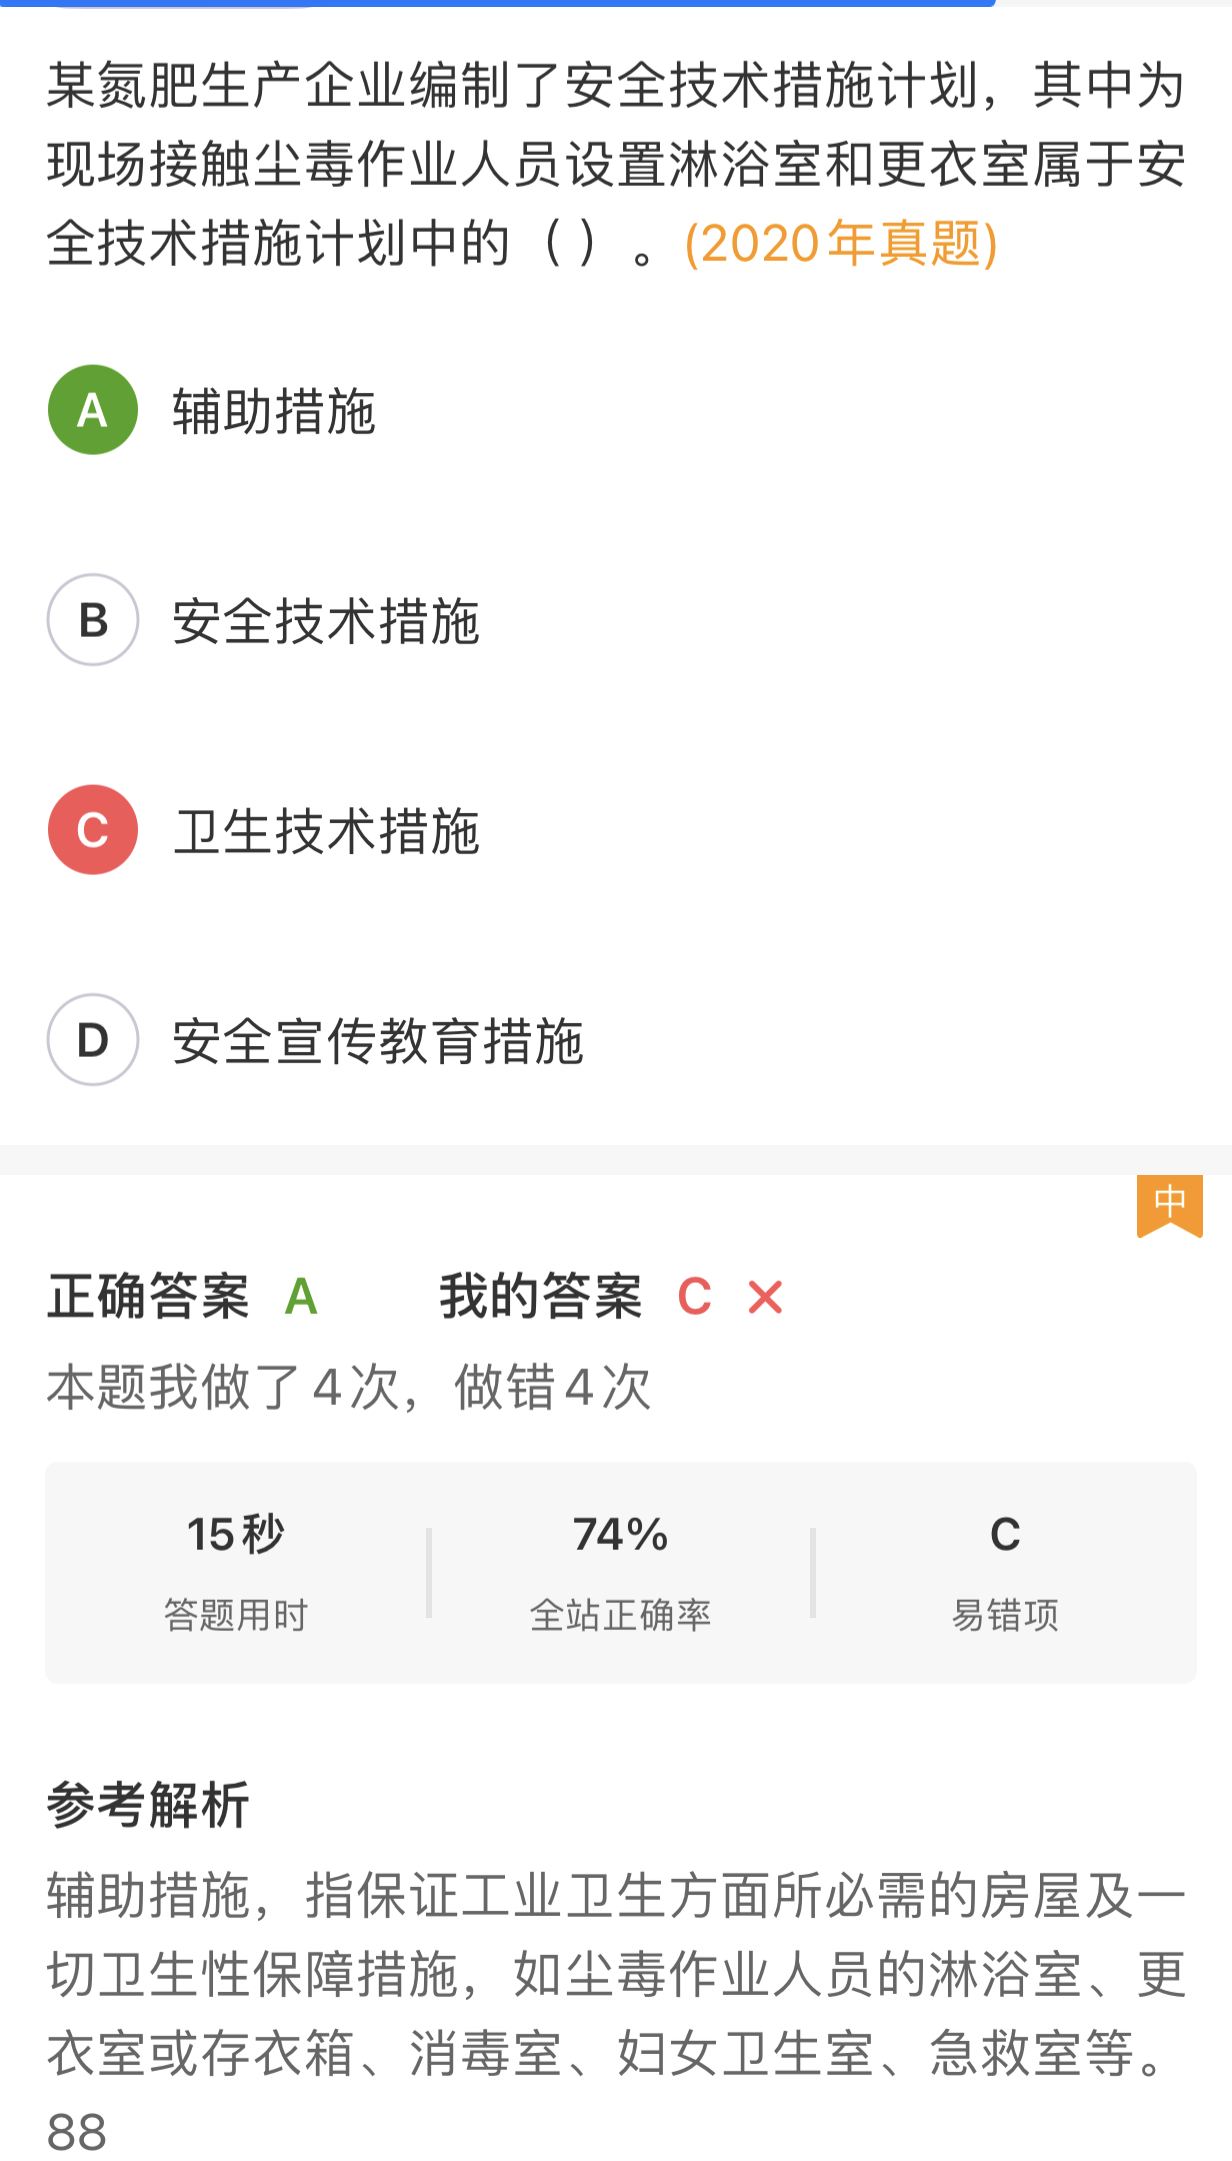 某氮肥生产企业编制了安全技术措施计划，其中为
现场接触尘毒作业人员设置淋浴室和更衣室属于安
全技术措施计划中的（ ）。(2020年真题)
A 辅助措施
B 安全技术措施
C 卫生技术措施
D 安全宣传教育措施
中
正确答案 A 我的答案 C ×
本题我做了4次，做错4次
15秒 74% C
答题用时 全站正确率 易错项
参考解析
辅助措施，指保证工业卫生方面所必需的房屋及一
切卫生性保障措施，如尘毒作业人员的淋浴室、更
衣室或存衣箱、消毒室、妇女卫生室、急救室等。
88